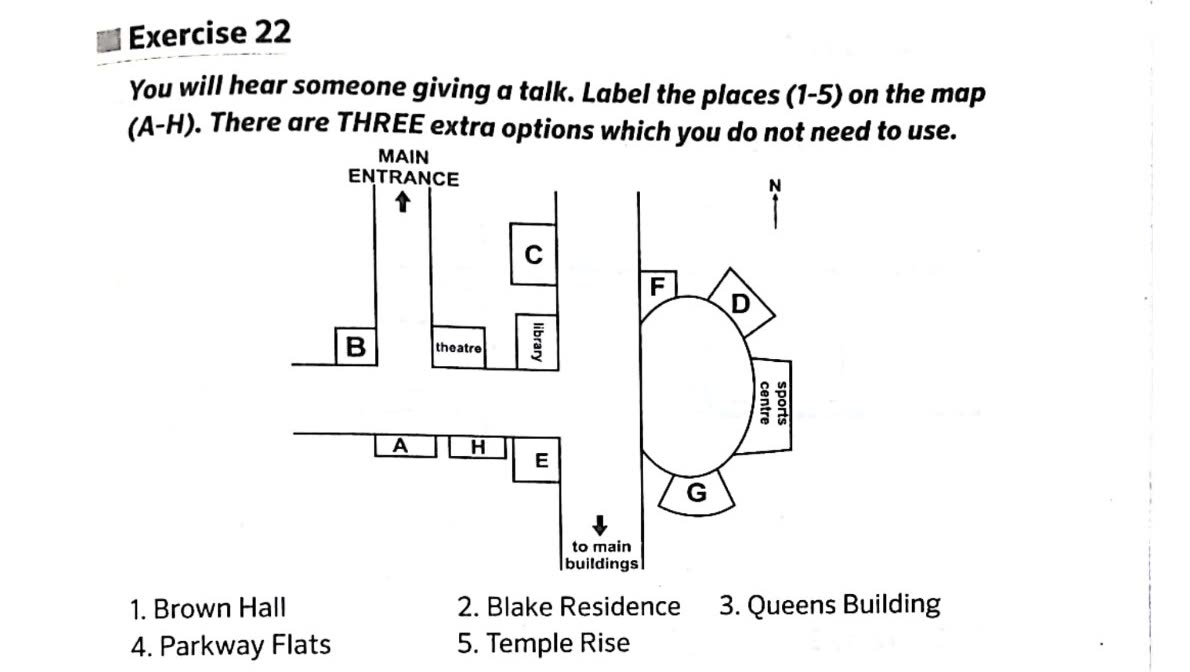 Exercise 22
You will hear someone giving a talk. Label the places (1-5) on the map
(A-H). There are THREE extra options which you do not need to use.
MAIN
ENTRANCE
N
C
F
D
B
theatre
library
sports
centre
A
H
E
G
to main
buildings
1. Brown Hall
2. Blake Residence
3. Queens Building
4. Parkway Flats
5. Temple Rise